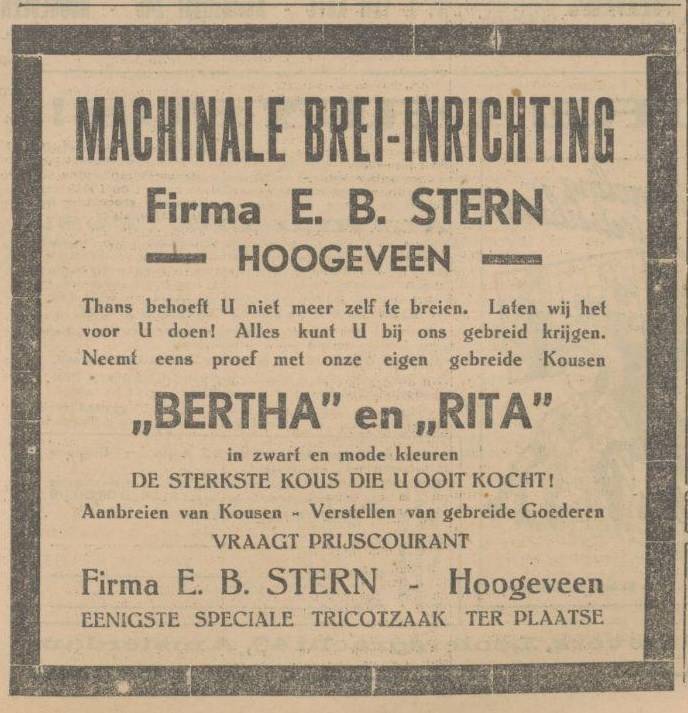 MACHINALE BREI-INRICHTING
Firma E. B. STERN
HOOGEVEEN
Thans behoeft U niet meer zelf te breien. Laten wij het
voor U doen! Alles kunt U bij ons gebreid krijgen.
Neemt eens proef met onze eigen gebreide Kousen
„BERTHA” en „RITA”
in zwart en mode kleuren
DE STERKSTE KOUS DIE U OOIT KOCHT!
Aanbreien van Kousen - Verstellen van gebreide Goederen
VRAAGT PRIJSCOURANT
Firma E. B. STERN - Hoogeveen
EENIGSTE SPECIALE TRICOTZAAK TER PLAATSE